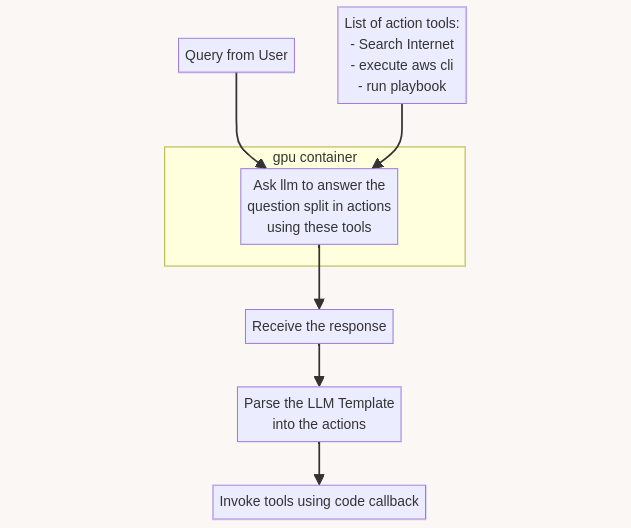 Query from User
List of action tools:
- Search Internet
- execute aws cli
- run playbook
gpu container
Ask llm to answer the
question split in actions
using these tools
Receive the response
Parse the LLM Template
into the actions
Invoke tools using code callback